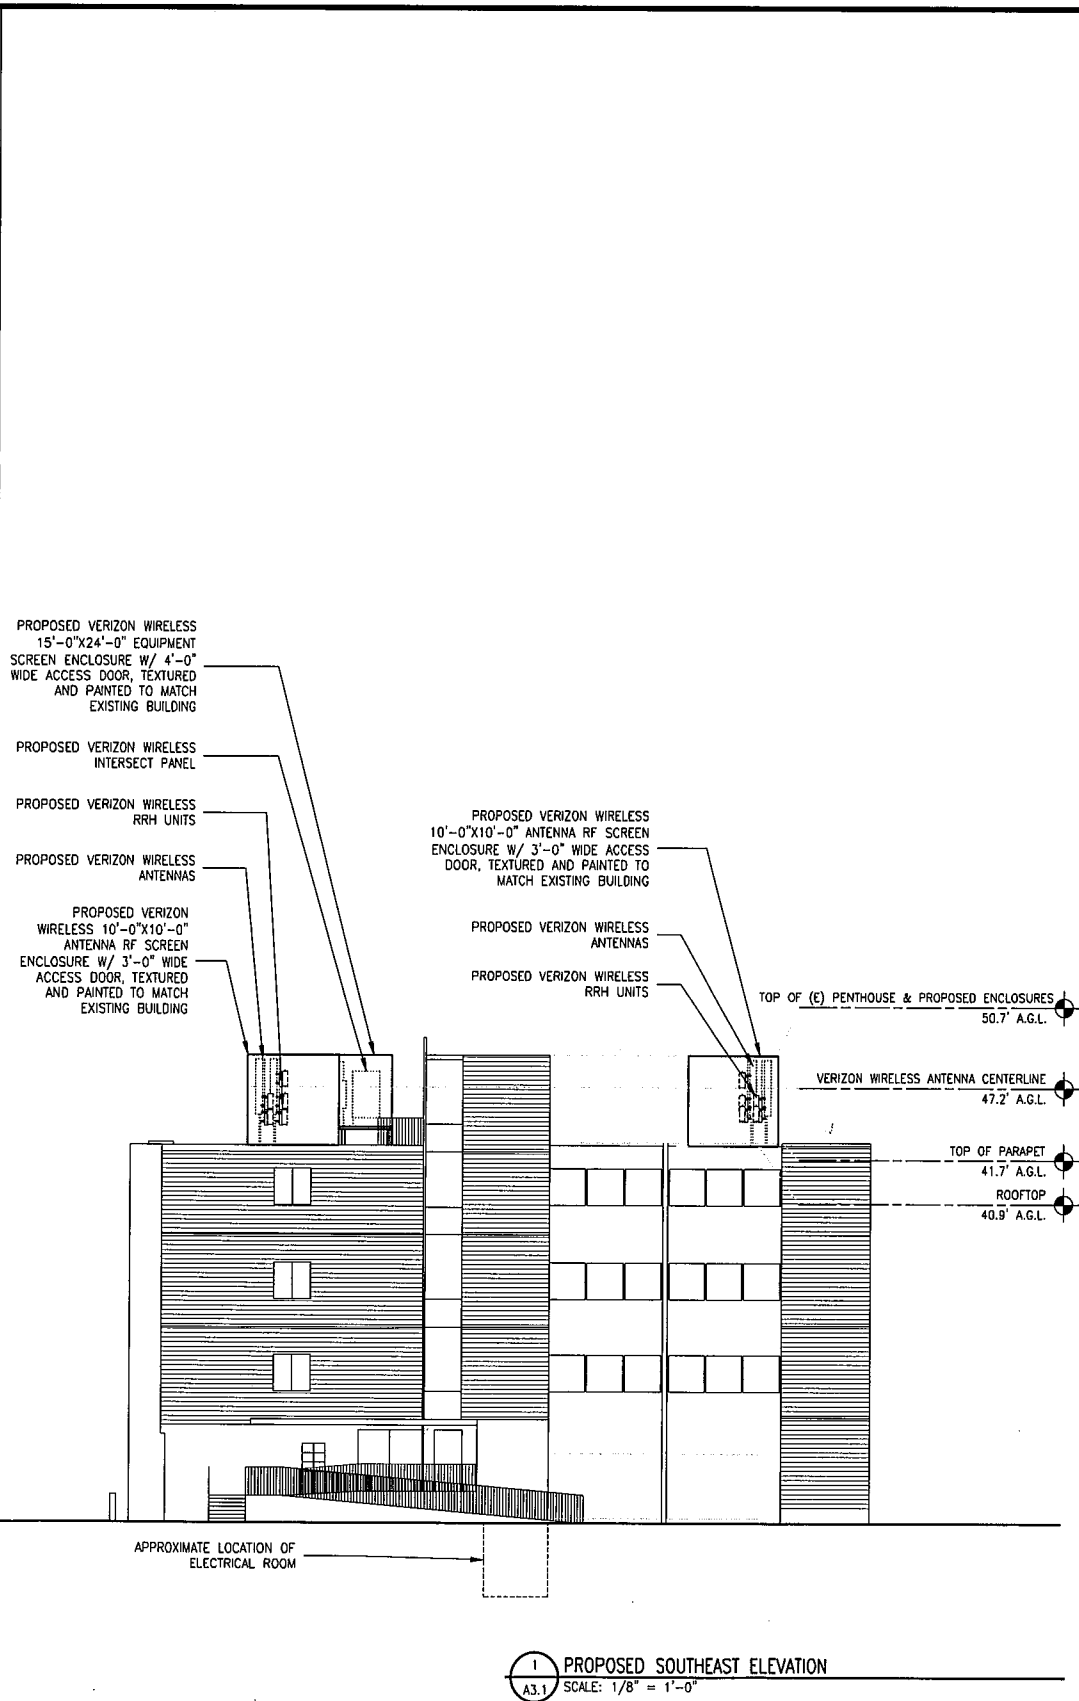 PROPOSED VERIZON WIRELESS
15'-0"X24'-0" EQUIPMENT
SCREEN ENCLOSURE W/ 4'-0"
WIDE ACCESS DOOR, TEXTURED
AND PAINTED TO MATCH
EXISTING BUILDING
PROPOSED VERIZON WIRELESS
INTERSECT PANEL
PROPOSED VERIZON WIRELESS
RRH UNITS
PROPOSED VERIZON WIRELESS
ANTENNAS
PROPOSED VERIZON
WIRELESS 10'-0"X10'-0"
ANTENNA RF SCREEN
ENCLOSURE W/ 3'-0" WIDE
ACCESS DOOR, TEXTURED
AND PAINTED TO MATCH
EXISTING BUILDING
PROPOSED VERIZON WIRELESS
10'-0"X10'-0" ANTENNA RF SCREEN
ENCLOSURE W/ 3'-0" WIDE ACCESS
DOOR, TEXTURED AND PAINTED TO
MATCH EXISTING BUILDING
PROPOSED VERIZON WIRELESS
ANTENNAS
PROPOSED VERIZON WIRELESS
RRH UNITS
TOP OF (E) PENTHOUSE & PROPOSED ENCLOSURES
50.7' A.G.L.
VERIZON WIRELESS ANTENNA CENTERLINE
47.2' A.G.L.
TOP OF PARAPET
41.7' A.G.L.
ROOFTOP
40.9' A.G.L.
APPROXIMATE LOCATION OF
ELECTRICAL ROOM
1
A3.1
PROPOSED SOUTHEAST ELEVATION
SCALE: 1/8" = 1'-0"